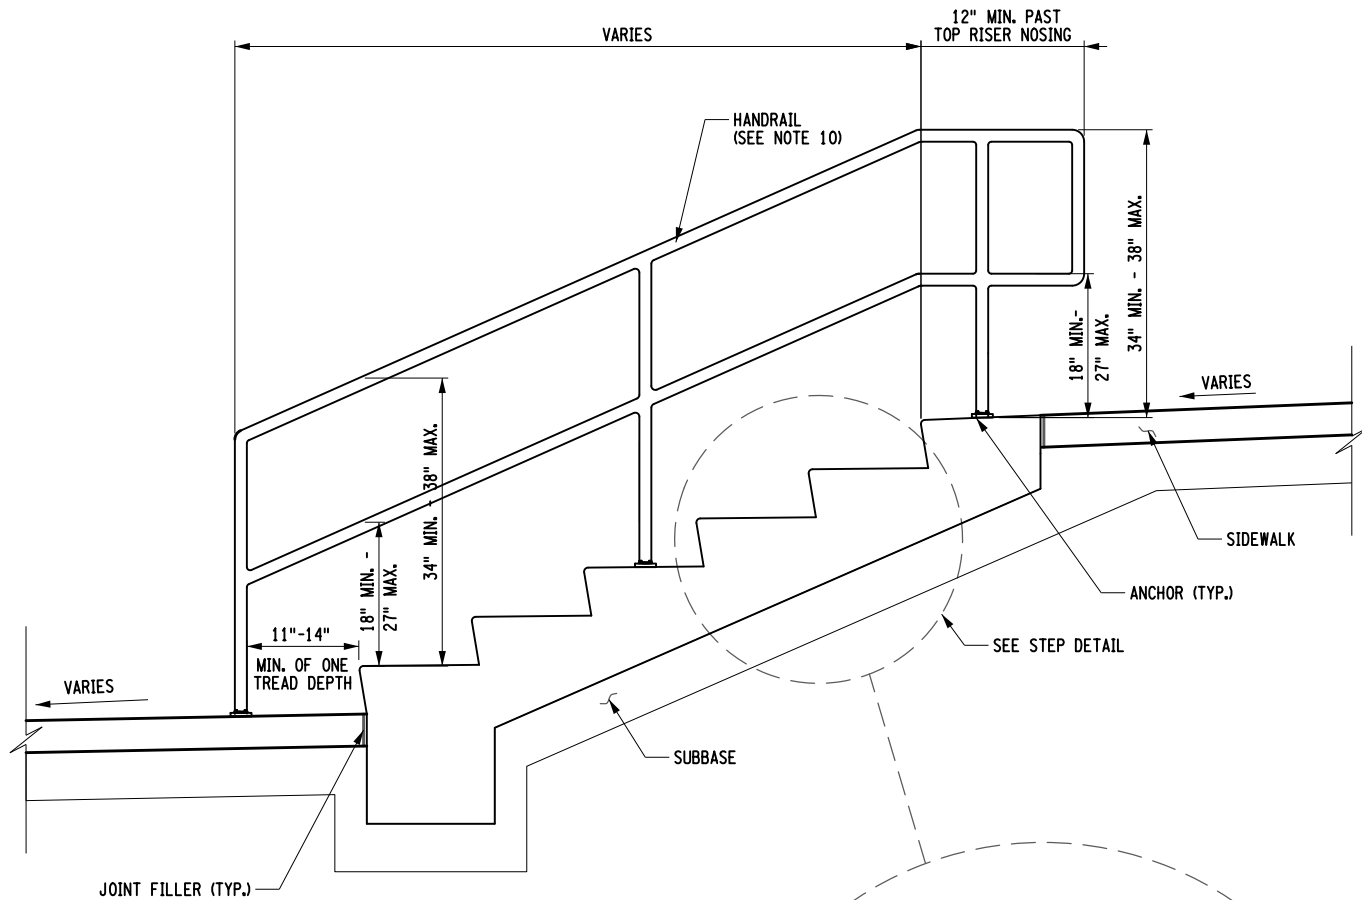 12" MIN. PAST
TOP RISER NOSING
VARIES
HANDRAIL
(SEE NOTE 10)
34" MIN. - 38" MAX.
18" MIN.-
27" MAX.
VARIES
34" MIN. - 38" MAX.
18" MIN. -
27" MAX.
SIDEWALK
ANCHOR (TYP.)
11"-14"
MIN. OF ONE
TREAD DEPTH
SEE STEP DETAIL
VARIES
SUBBASE
JOINT FILLER (TYP.)